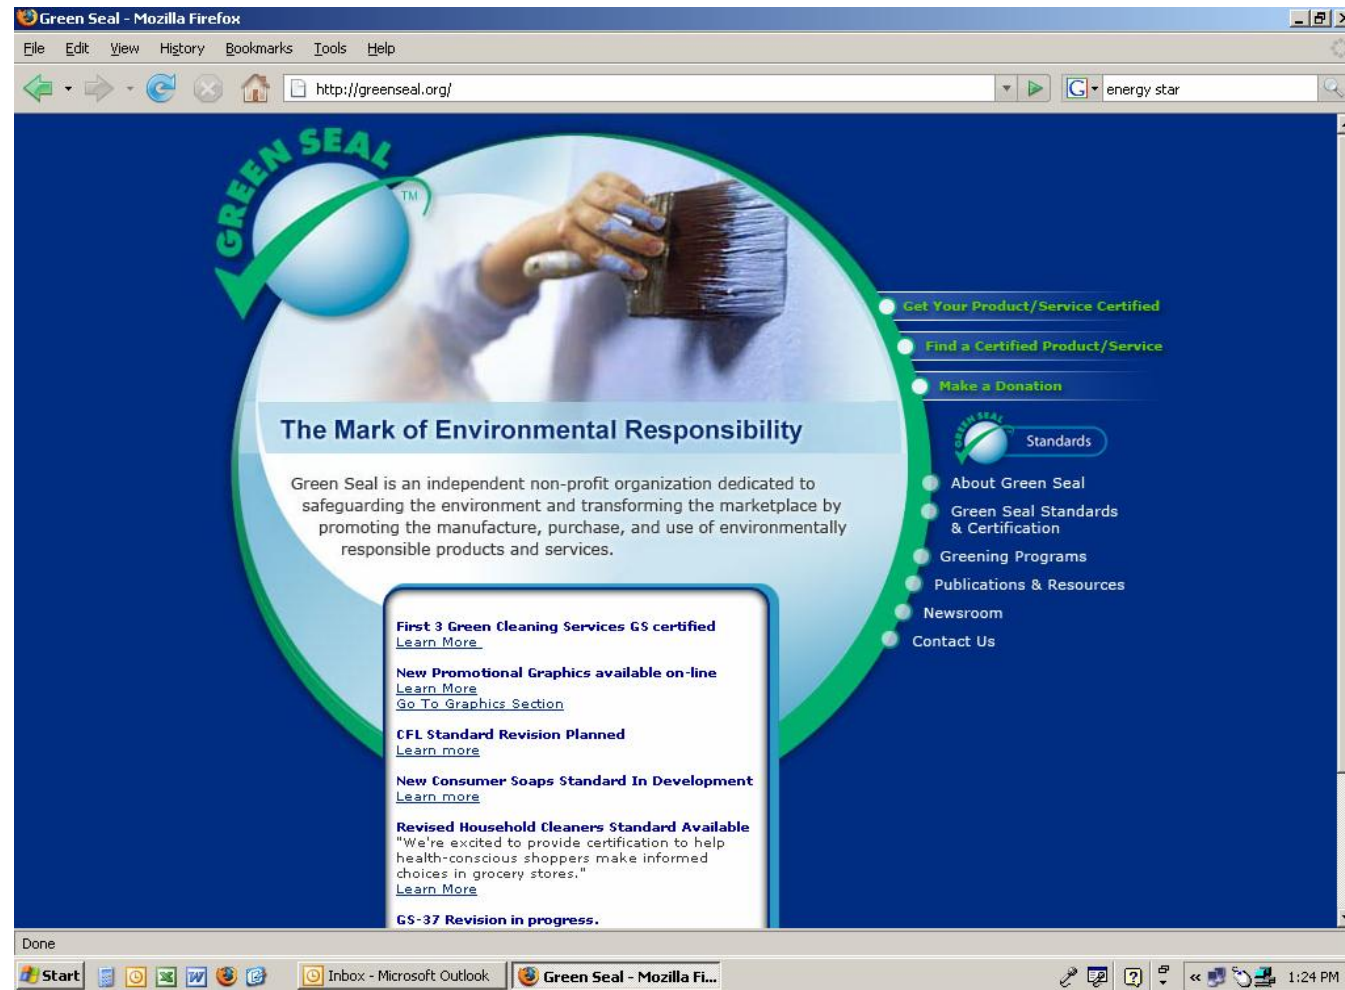 Green Seal - Mozilla Firefox
File Edit View History Bookmarks Tools Help
http://greenseal.org/
G energy star
GREEN SEAL
TM
Get Your Product/Service Certified
Find a Certified Product/Service
Make a Donation
The Mark of Environmental Responsibility
GREEN SEAL
Standards
Green Seal is an independent non-profit organization dedicated to
safeguarding the environment and transforming the marketplace by
promoting the manufacture, purchase, and use of environmentally
responsible products and services.
About Green Seal
Green Seal Standards
& Certification
Greening Programs
Publications & Resources
Newsroom
Contact Us
First 3 Green Cleaning Services GS certified
Learn More
New Promotional Graphics available on-line
Learn More
Go To Graphics Section
CFL Standard Revision Planned
Learn more
New Consumer Soaps Standard In Development
Learn more
Revised Household Cleaners Standard Available
"We're excited to provide certification to help
health-conscious shoppers make informed
choices in grocery stores."
Learn More
GS-37 Revision in progress.
Done
Start Inbox - Microsoft Outlook Green Seal - Mozilla Fi... « 1:24 PM